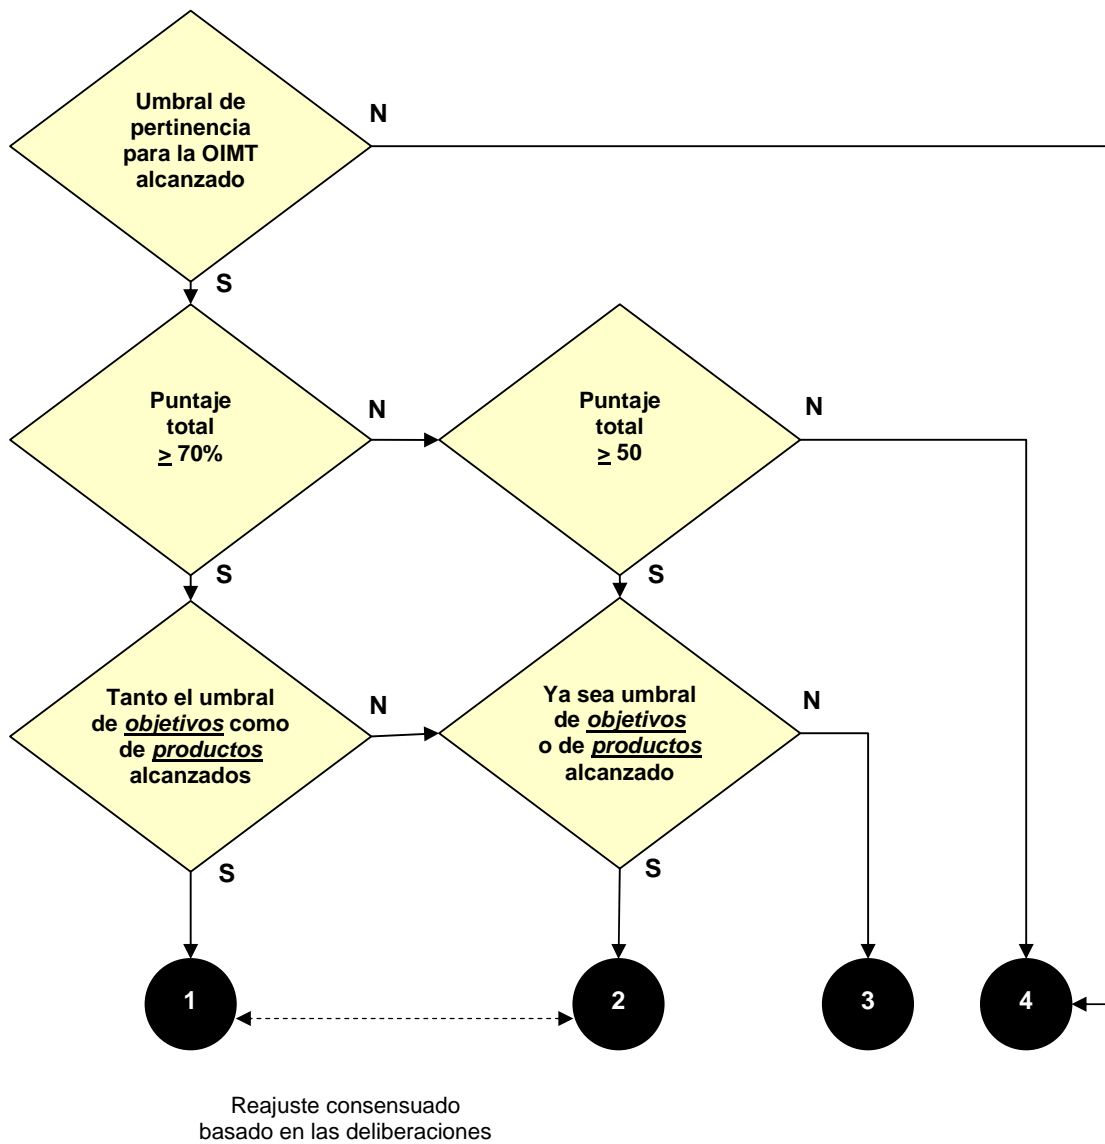 Umbral de
pertinencia
para la OIMT
alcanzado
N
S
Puntaje
total
≥ 70%
N
Puntaje
total
≥ 50
N
S
S
Tanto el umbral
de objetivos como
de productos
alcanzados
N
Ya sea umbral
de objetivos
o de productos
alcanzado
N
S
S
1
2
3
4
Reajuste consensuado
basado en las deliberaciones